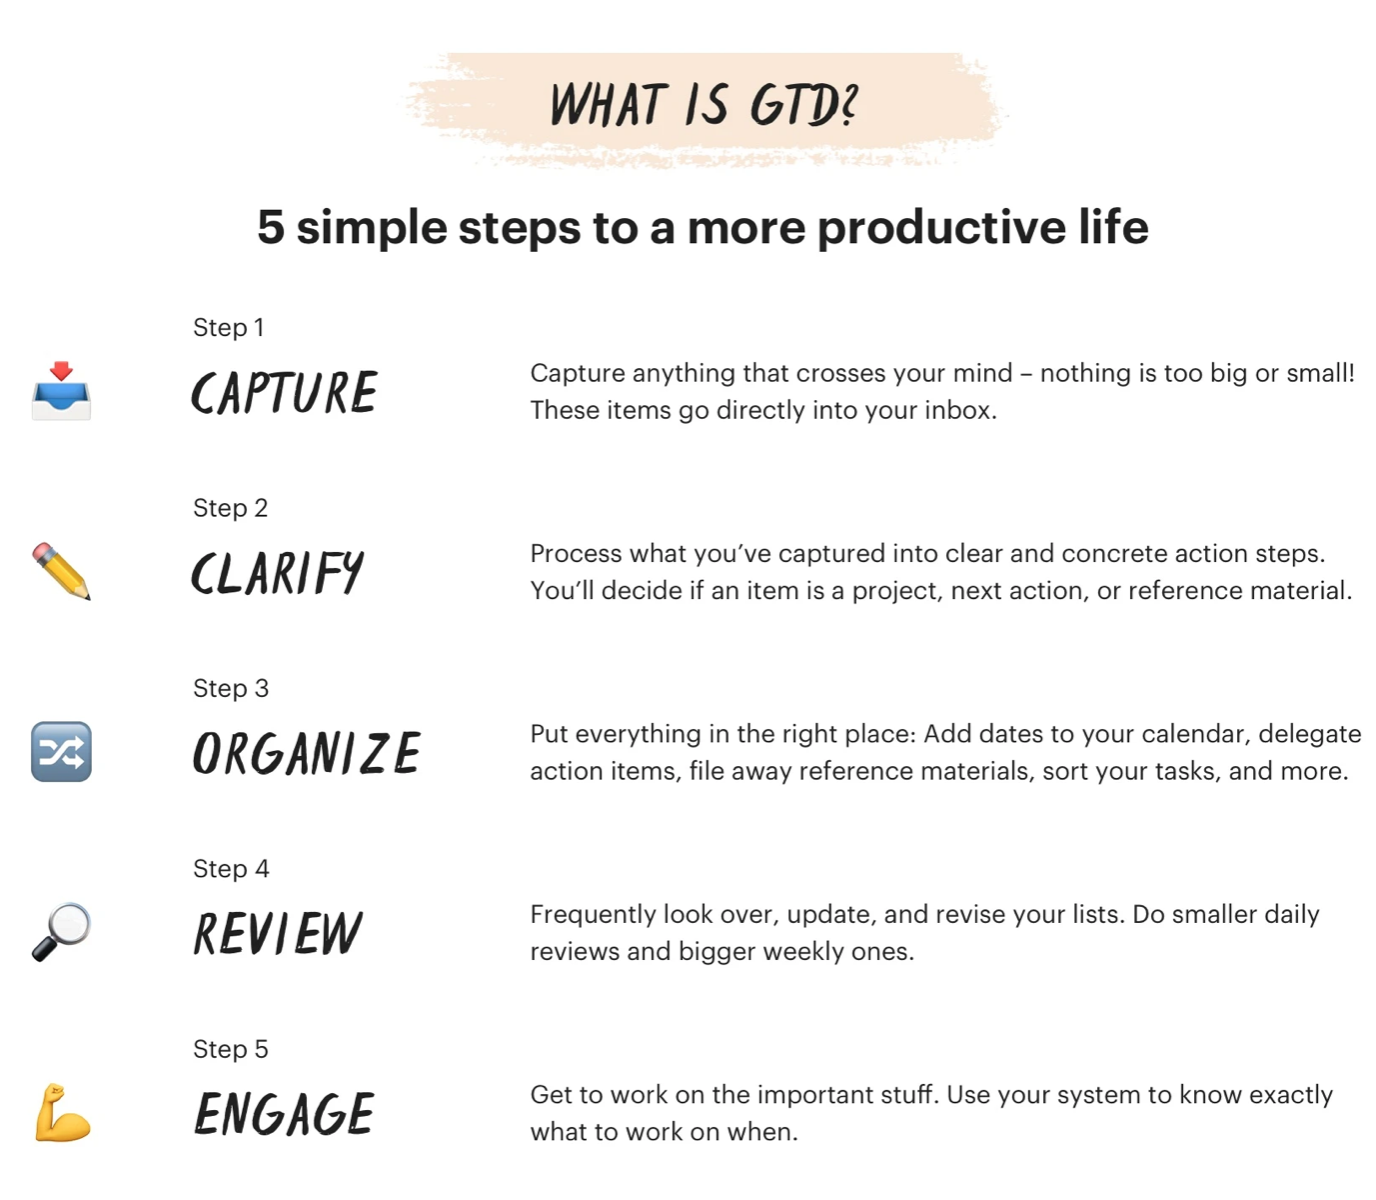 WHAT IS GTD?
5 simple steps to a more productive life
Step 1
CAPTURE
Capture anything that crosses your mind – nothing is too big or small!
These items go directly into your inbox.
Step 2
CLARIFY
Process what you’ve captured into clear and concrete action steps.
You’ll decide if an item is a project, next action, or reference material.
Step 3
ORGANIZE
Put everything in the right place: Add dates to your calendar, delegate
action items, file away reference materials, sort your tasks, and more.
Step 4
REVIEW
Frequently look over, update, and revise your lists. Do smaller daily
reviews and bigger weekly ones.
Step 5
ENGAGE
Get to work on the important stuff. Use your system to know exactly
what to work on when.